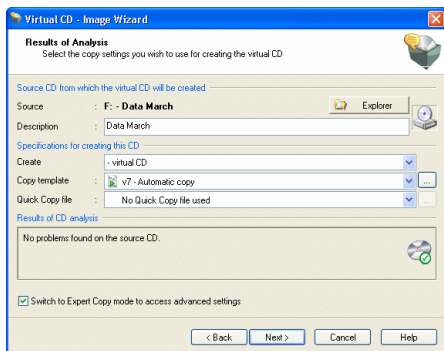 Virtual CD - Image Wizard
Results of Analysis
Select the copy settings you wish to use for creating the virtual CD
Source CD from which the virtual CD will be created
Source : F: - Data March Explorer
Description : Data March
Specifications for creating this CD
Create - virtual CD
Copy template : v7 - Automatic copy ...
Quick Copy file : No Quick Copy file used ...
Results of CD analysis
No problems found on the source CD.
Switch to Expert Copy mode to access advanced settings
< Back Next > Cancel Help